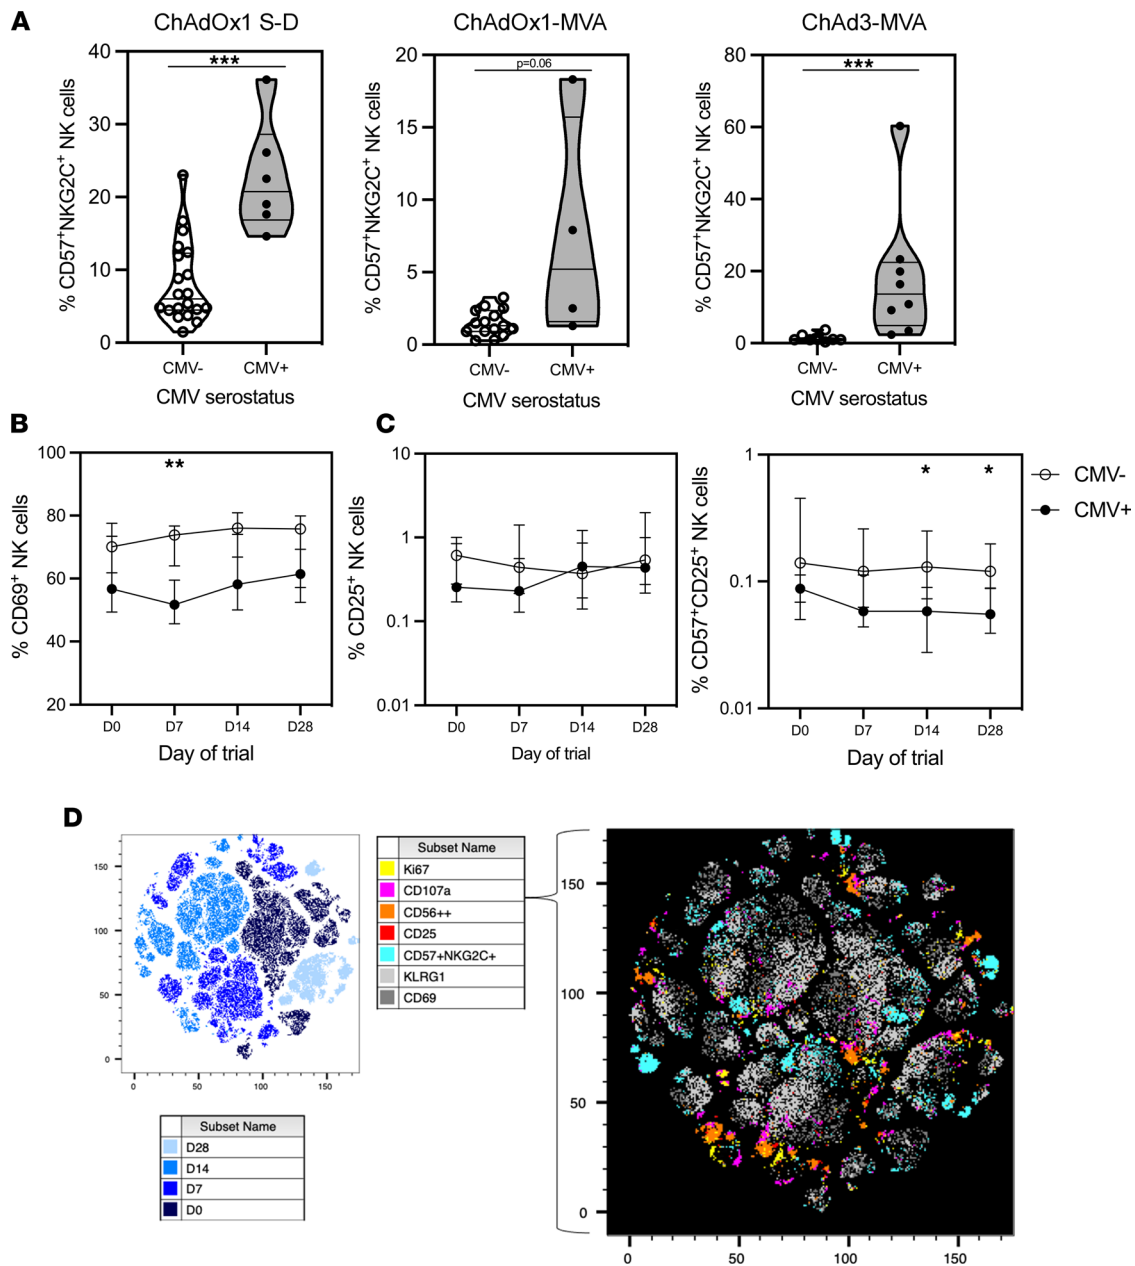 A
ChAdOx1 S-D
ChAdOx1-MVA
ChAd3-MVA
% CD57+NKG2C+ NK cells
40
30
20
10
0
***
CMV-
CMV+
CMV serostatus
% CD57+NKG2C+ NK cells
20
15
10
5
0
p=0.06
CMV-
CMV+
CMV serostatus
% CD57+NKG2C+ NK cells
80
60
40
20
0
***
CMV-
CMV+
CMV serostatus
B
% CD69+ NK cells
100
80
60
40
20
**
D0
D7
D14
D28
Day of trial
C
% CD25+ NK cells
10
1
0.1
0.01
D0
D7
D14
D28
Day of trial
% CD57+CD25+ NK cells
1
0.1
0.01
*
*
D0
D7
D14
D28
Day of trial
CMV-
CMV+
D
150
100
50
0
0
50
100
150
Subset Name
D28
D14
D7
D0
Subset Name
Ki67
CD107a
CD56++
CD25
CD57+NKG2C+
KLRG1
CD69
150
100
50
0
0
50
100
150